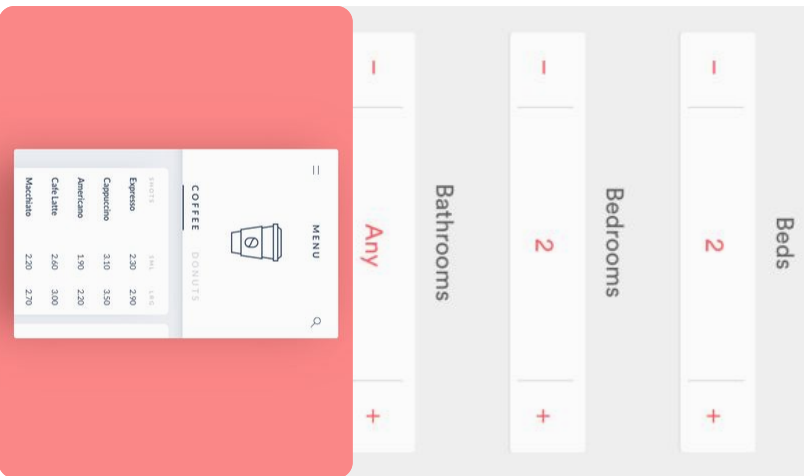 Beds
− 2 +
Bedrooms
− 2 +
Bathrooms
− Any +
MENU
COFFEE DONUTS
SHOTS SML LRG
Expresso 2.30 2.90
Cappuccino 3.10 3.50
Americano 1.90 2.20
Cafe Latte 2.60 3.00
Macchiato 2.20 2.70